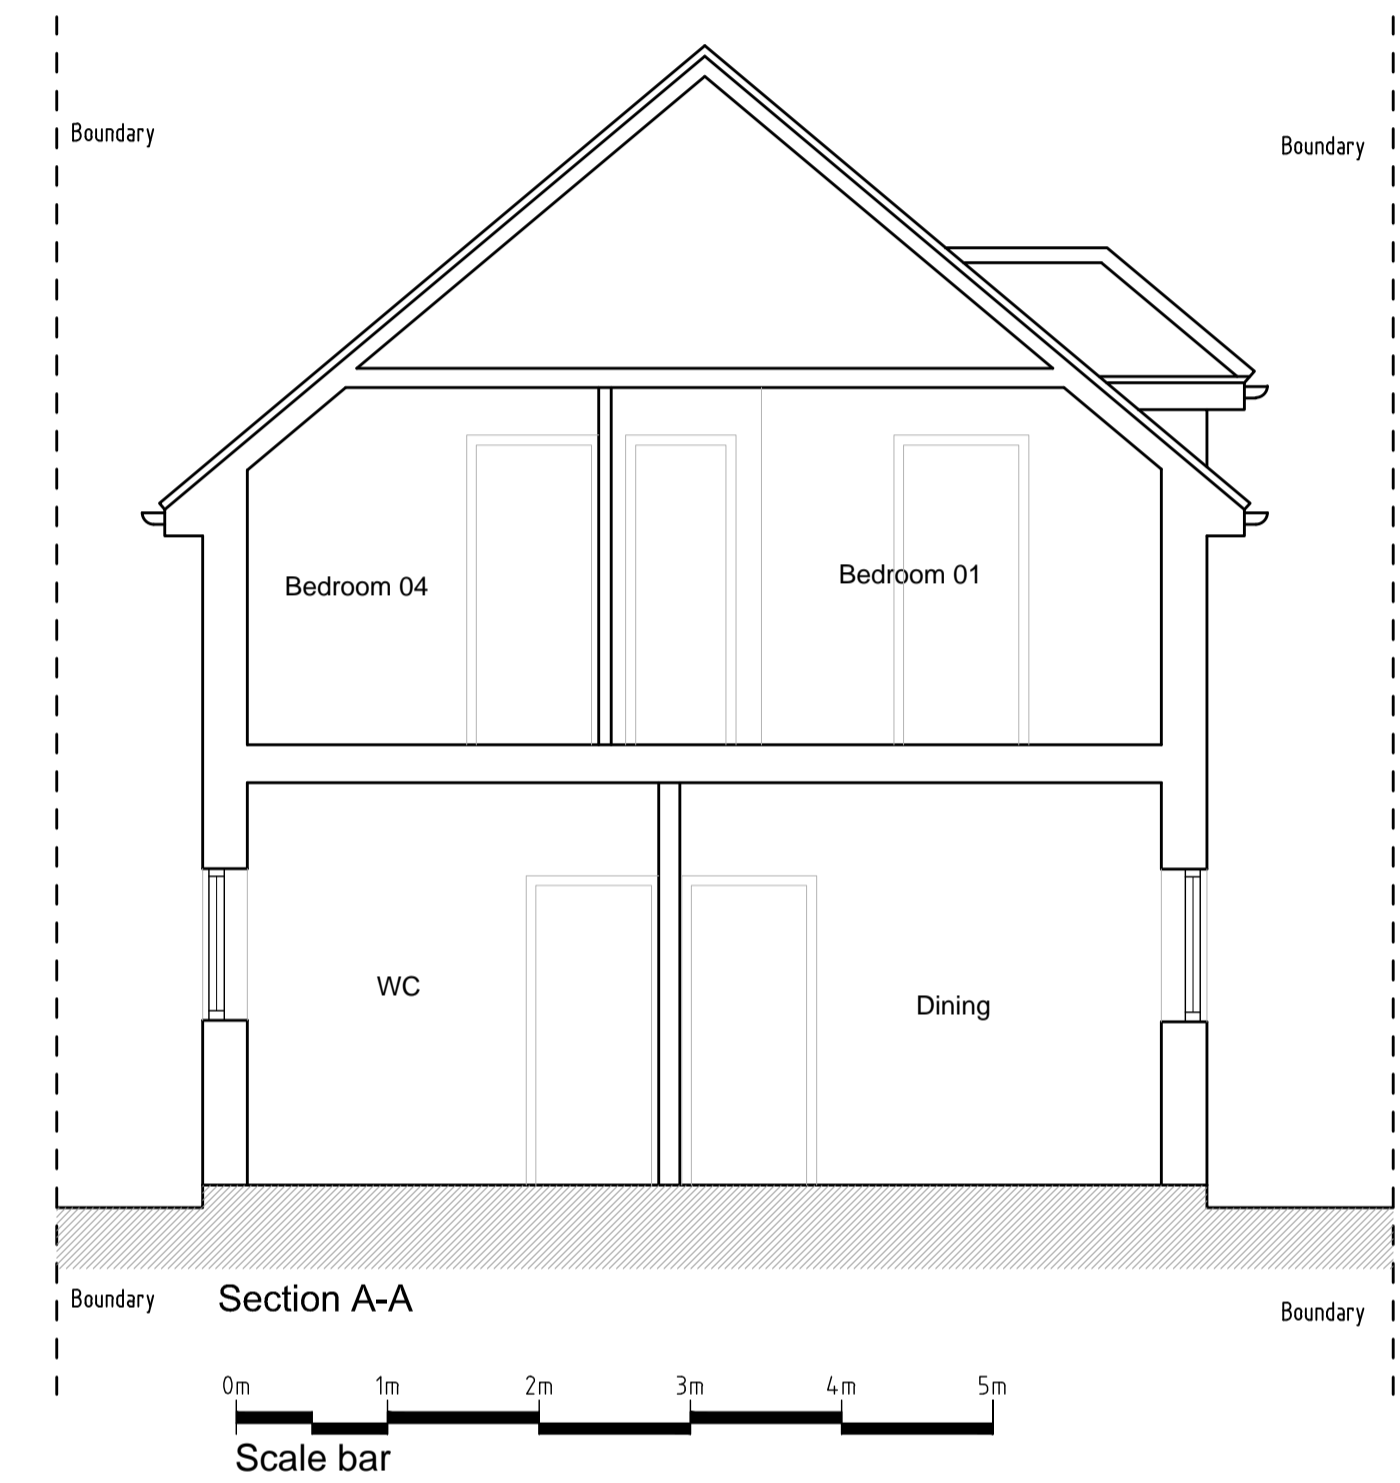 Boundary
Boundary
Bedroom 04
Bedroom 01
WC
Dining
Boundary
Section A-A
Boundary
0m 1m 2m 3m 4m 5m
Scale bar